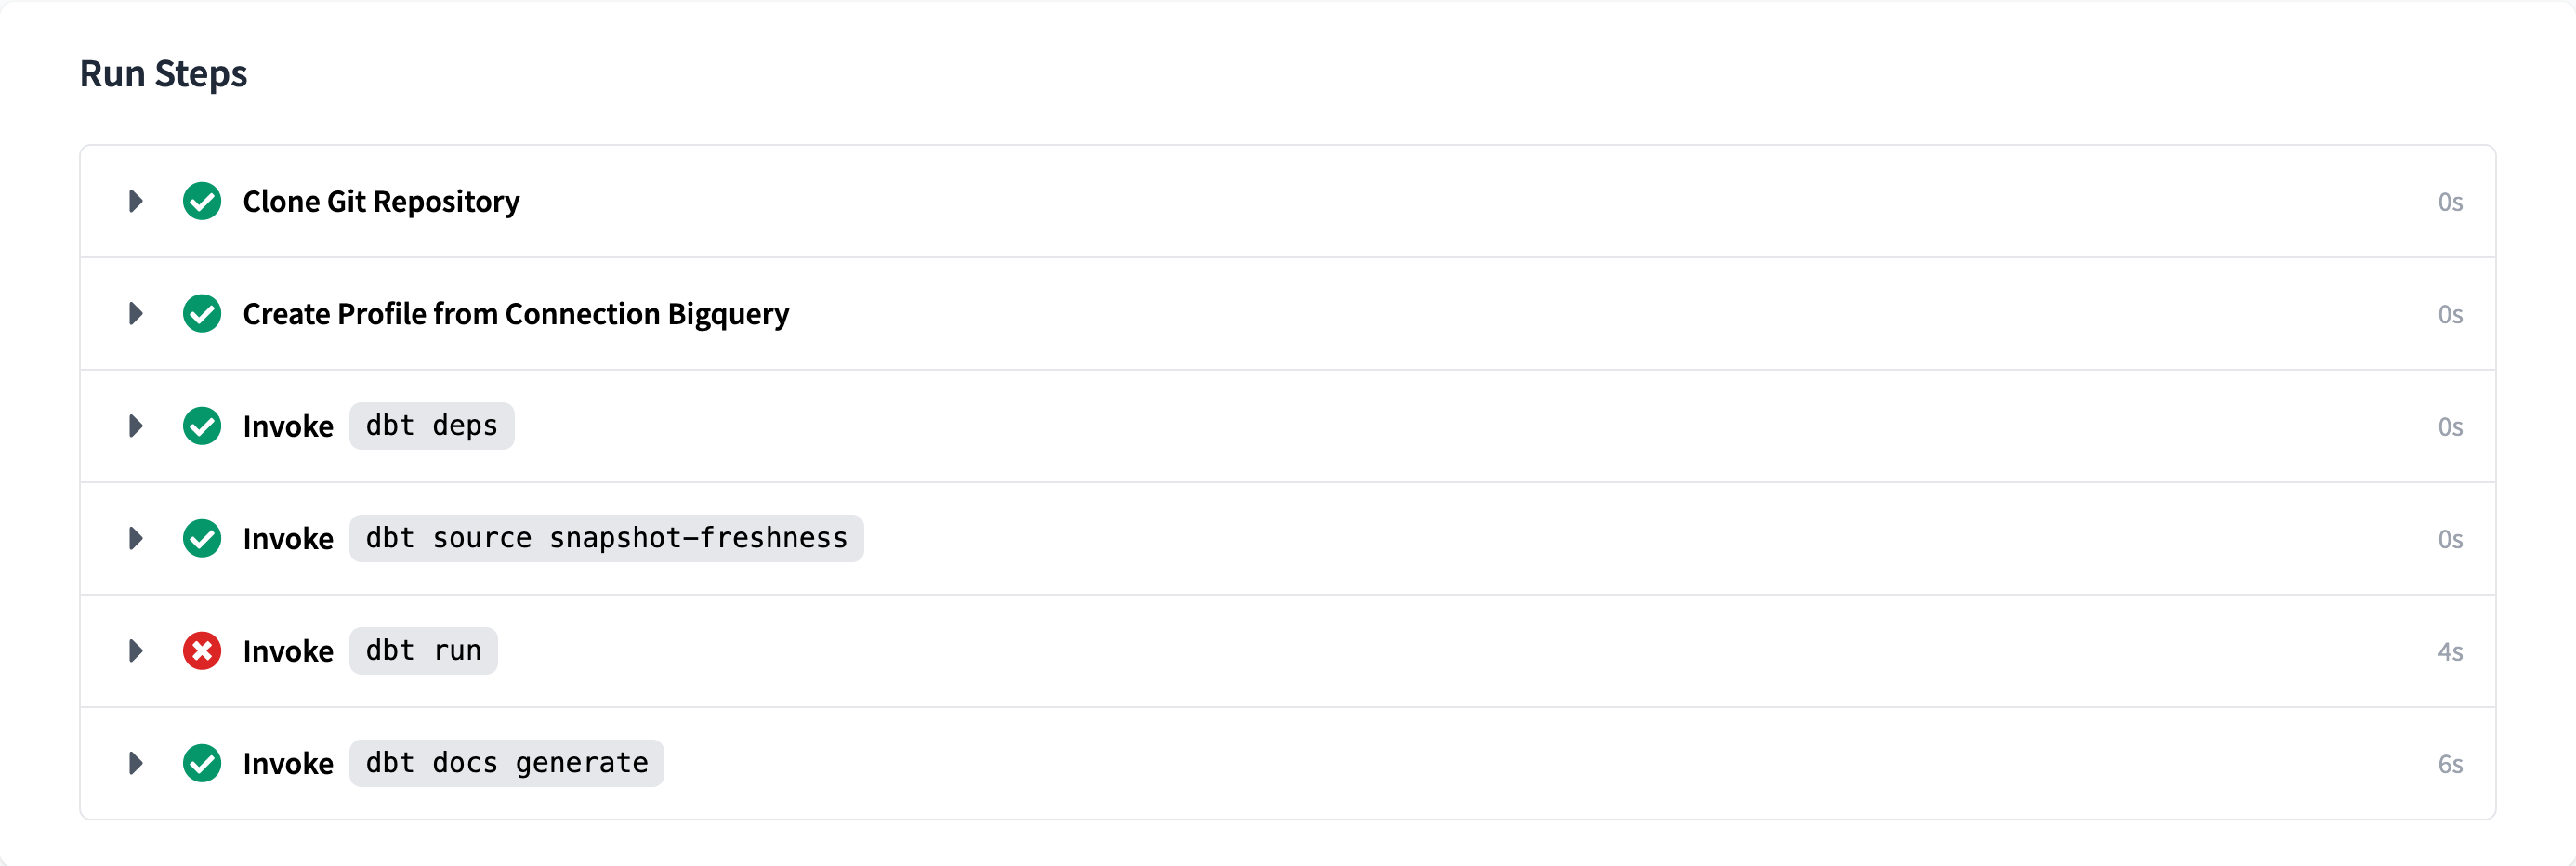 Run Steps
Clone Git Repository 0s
Create Profile from Connection Bigquery 0s
Invoke dbt deps 0s
Invoke dbt source snapshot-freshness 0s
Invoke dbt run 4s
Invoke dbt docs generate 6s